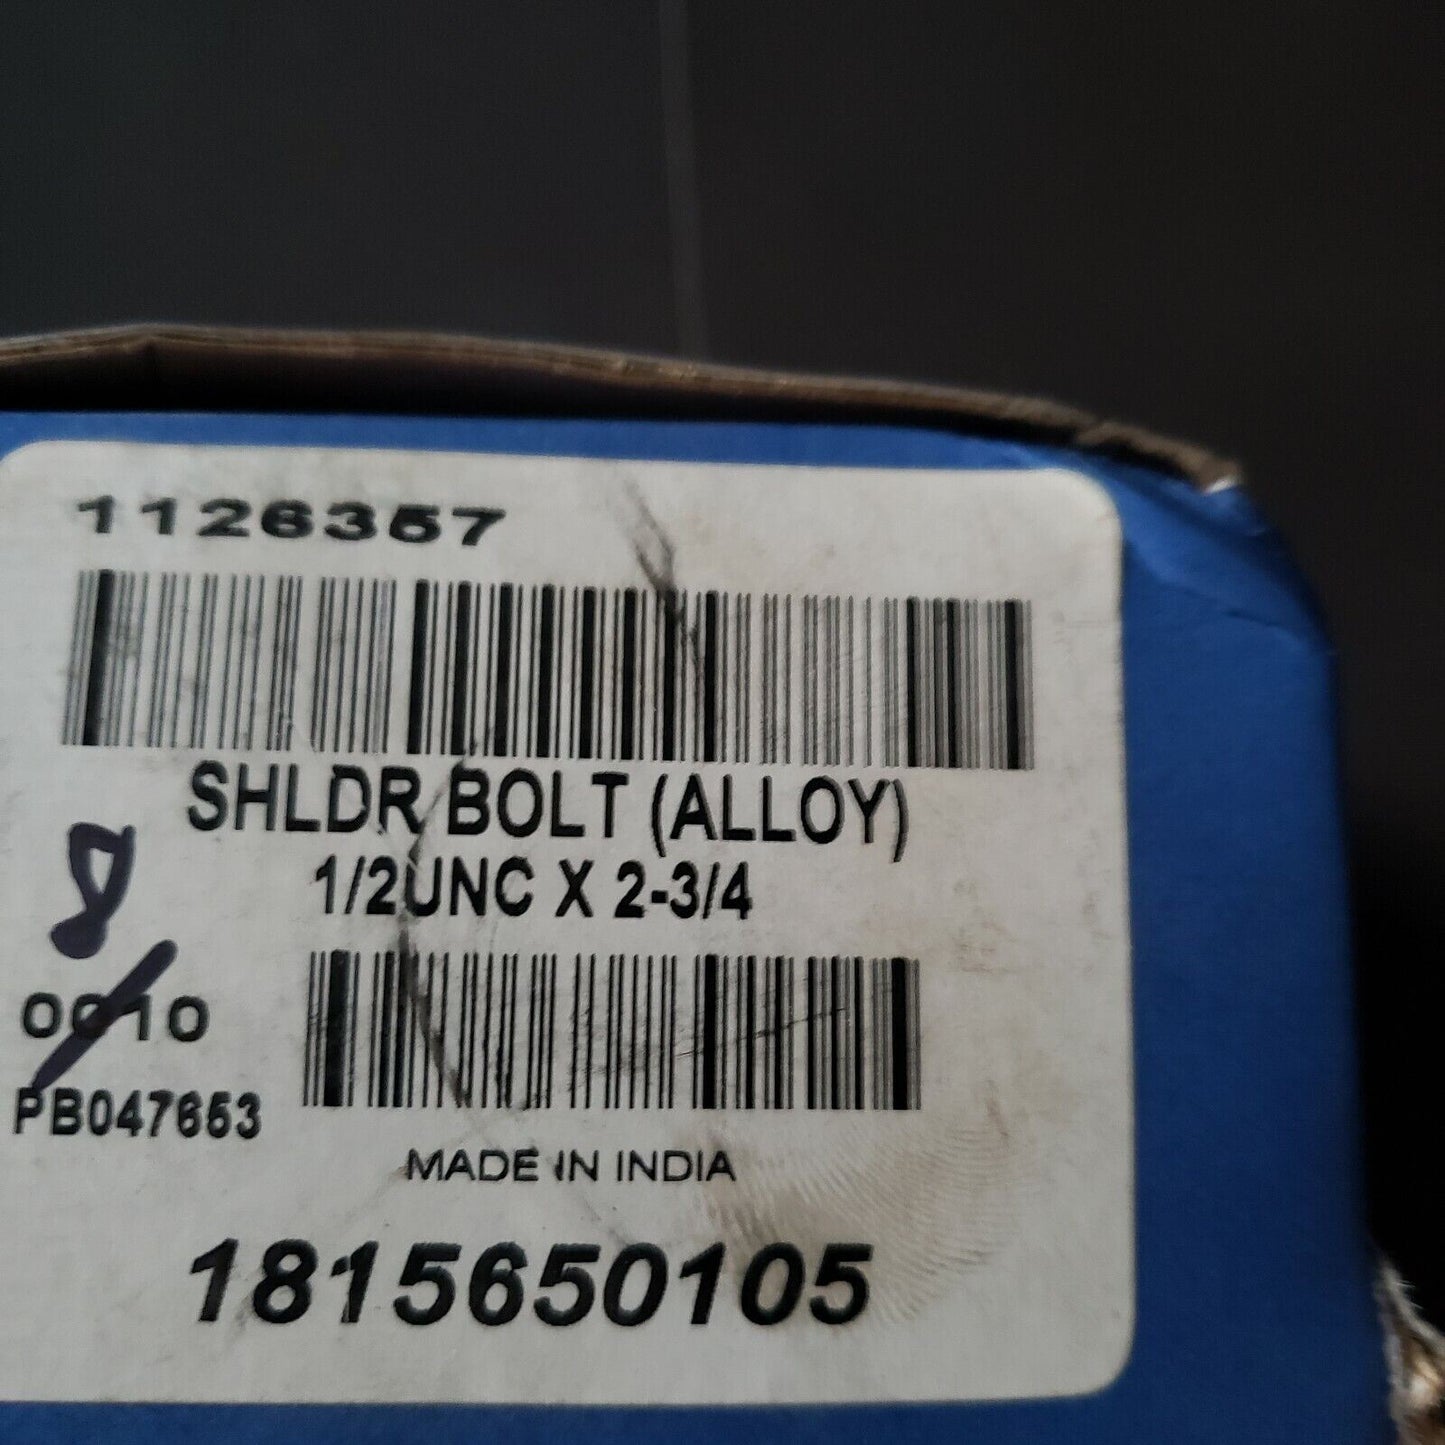 1126357
SHLDR BOLT (ALLOY)
1/2UNC X 2-3/4
8
0010
PB047653
MADE IN INDIA
1815650105